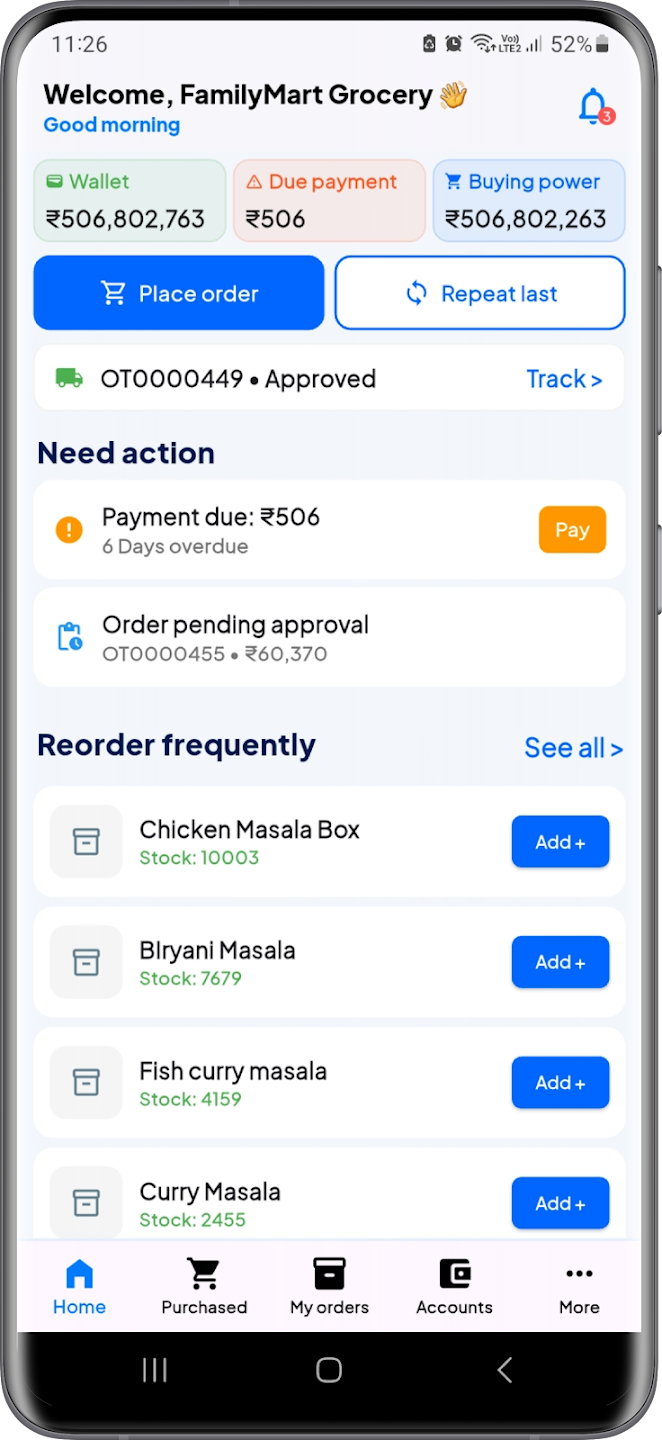 11:26 Vo) LTE2 52%
Welcome, FamilyMart Grocery 👋
Good morning
3
Wallet Due payment Buying power
₹506,802,763 ₹506 ₹506,802,263
Place order Repeat last
OT0000449 • Approved Track >
Need action
Payment due: ₹506
6 Days overdue
Pay
Order pending approval
OT0000455 • ₹60,370
Reorder frequently See all >
Chicken Masala Box
Stock: 10003
Add +
BIryani Masala
Stock: 7679
Add +
Fish curry masala
Stock: 4159
Add +
Curry Masala
Stock: 2455
Add +
Home Purchased My orders Accounts More